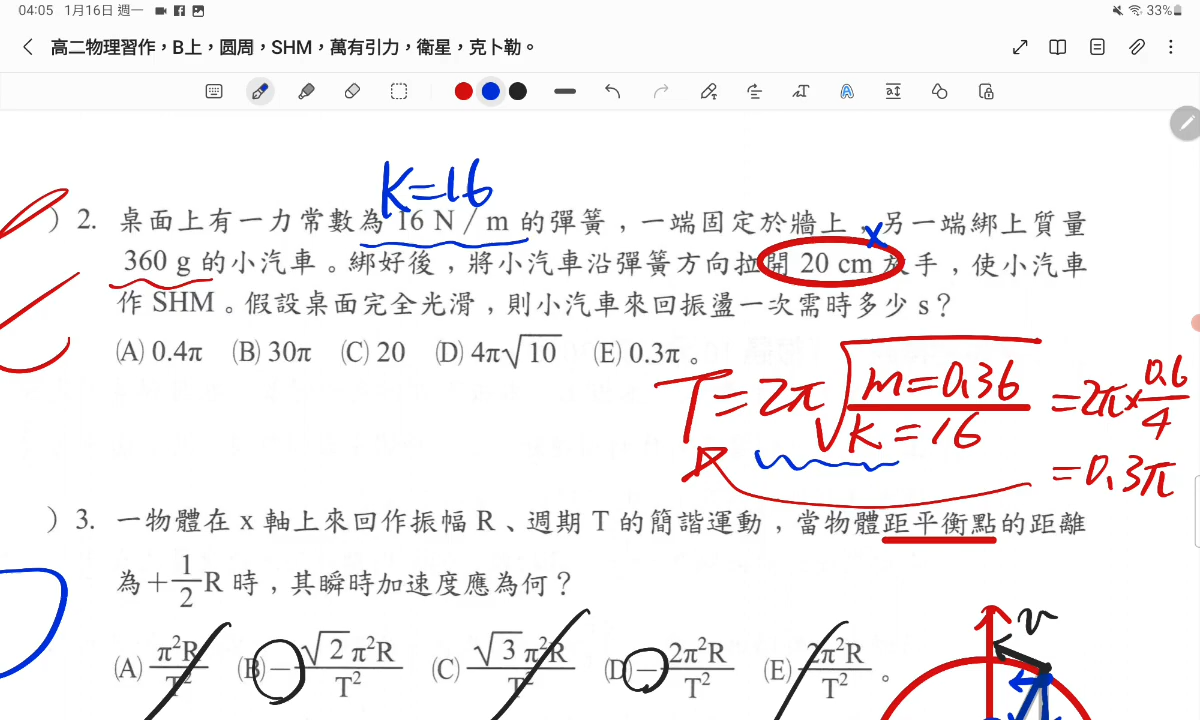 04:05 1月16日 週一 33%
高二物理習作，B上，圓周，SHM，萬有引力，衛星，克卜勒。
K=16
) 2. 桌面上有一力常數為 16 N / m 的彈簧，一端固定於牆上，另一端綁上質量
x
360 g 的小汽車。綁好後，將小汽車沿彈簧方向拉開 20 cm 放手，使小汽車
作 SHM。假設桌面完全光滑，則小汽車來回振盪一次需時多少 s？
(A) 0.4π (B) 30π (C) 20 (D) 4π√10 (E) 0.3π。
T=2π√(m=0.36/k=16) =2π×0.6/4
=0.3π
) 3. 一物體在 x 軸上來回作振幅 R、週期 T 的簡諧運動，當物體距平衡點的距離
為+1/2R 時，其瞬時加速度應為何？
(A) π²R/T² (B) −√2π²R/T² (C) √3π²R/T² (D) −2π²R/T² (E) 2π²R/T²。
v